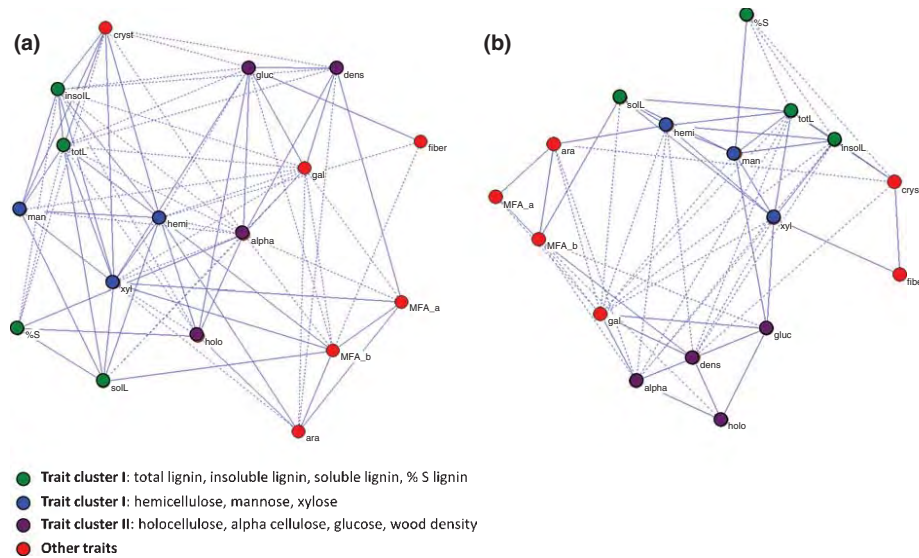 (a)
cryst
gluc
dens
insolL
totL
fiber
gal
man
hemi
alpha
xyl
MFA_a
%S
holo
MFA_b
solL
ara
(b)
%S
solL
totL
hemi
insolL
ara
man
cryst
MFA_a
xyl
MFA_b
fiber
gal
gluc
dens
alpha
holo
Trait cluster I: total lignin, insoluble lignin, soluble lignin, % S lignin
Trait cluster I: hemicellulose, mannose, xylose
Trait cluster II: holocellulose, alpha cellulose, glucose, wood density
Other traits